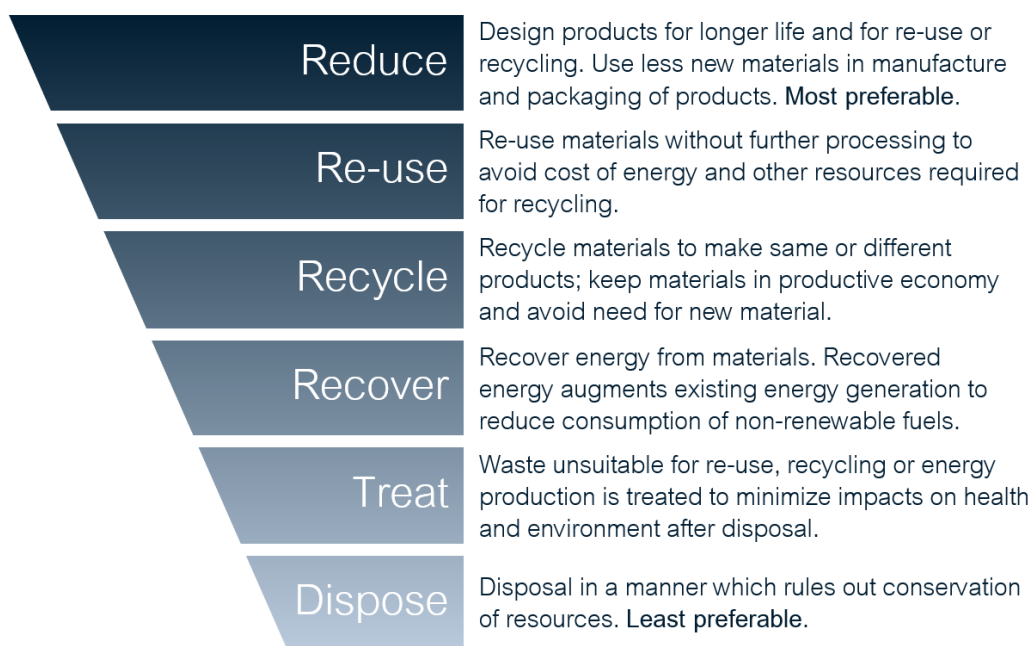 Reduce
Design products for longer life and for re-use or
recycling. Use less new materials in manufacture
and packaging of products. Most preferable.
Re-use
Re-use materials without further processing to
avoid cost of energy and other resources required
for recycling.
Recycle
Recycle materials to make same or different
products; keep materials in productive economy
and avoid need for new material.
Recover
Recover energy from materials. Recovered
energy augments existing energy generation to
reduce consumption of non-renewable fuels.
Treat
Waste unsuitable for re-use, recycling or energy
production is treated to minimize impacts on health
and environment after disposal.
Dispose
Disposal in a manner which rules out conservation
of resources. Least preferable.